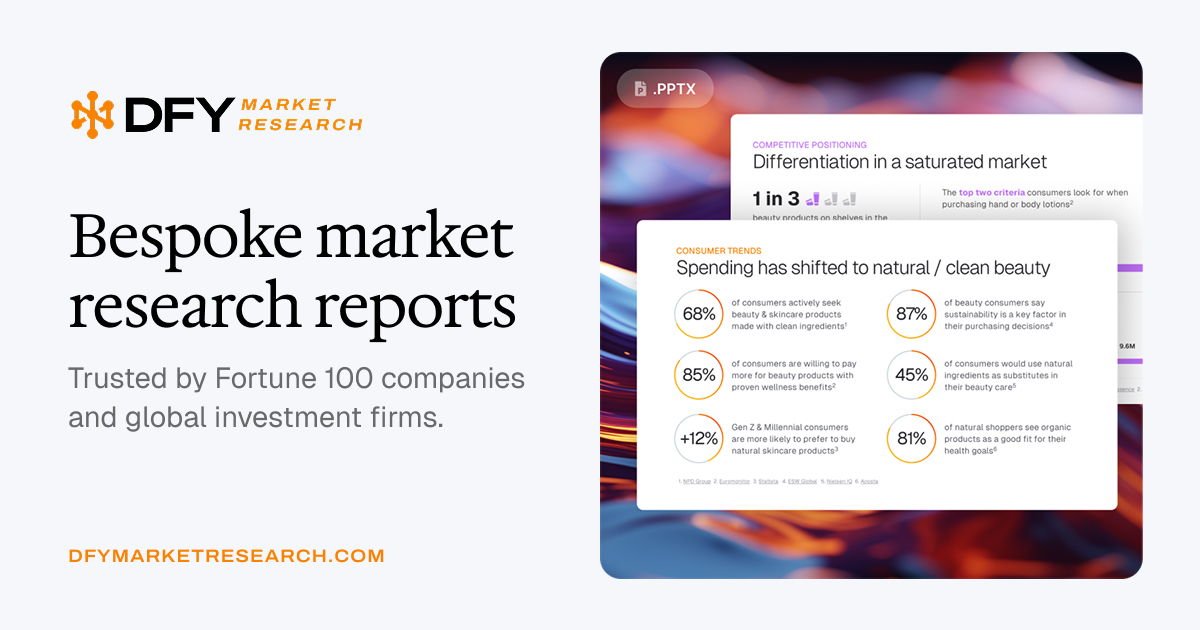 DFY MARKET
RESEARCH
Bespoke market
research reports
Trusted by Fortune 100 companies
and global investment firms.
DFYMARKETRESEARCH.COM
P
.PPTX
COMPETITIVE POSITIONING
Differentiation in a saturated market
1 in 3
beauty products on shelves in the
The top two criteria consumers look for when
purchasing hand or body lotions2
CONSUMER TRENDS
Spending has shifted to natural / clean beauty
68%
of consumers actively seek
beauty & skincare products
made with clean ingredients1
87%
of beauty consumers say
sustainability is a key factor in
their purchasing decisions4
85%
of consumers are willing to pay
more for beauty products with
proven wellness benefits2
45%
of consumers would use natural
ingredients as substitutes in
their beauty care5
+12%
Gen Z & Millennial consumers
are more likely to prefer to buy
natural skincare products3
81%
of natural shoppers see organic
products as a good fit for their
health goals6
1. NPD Group 2. Euromonitor 3. Statista 4. ESW Global 5. Nielsen IQ 6. Acosta
9.6M